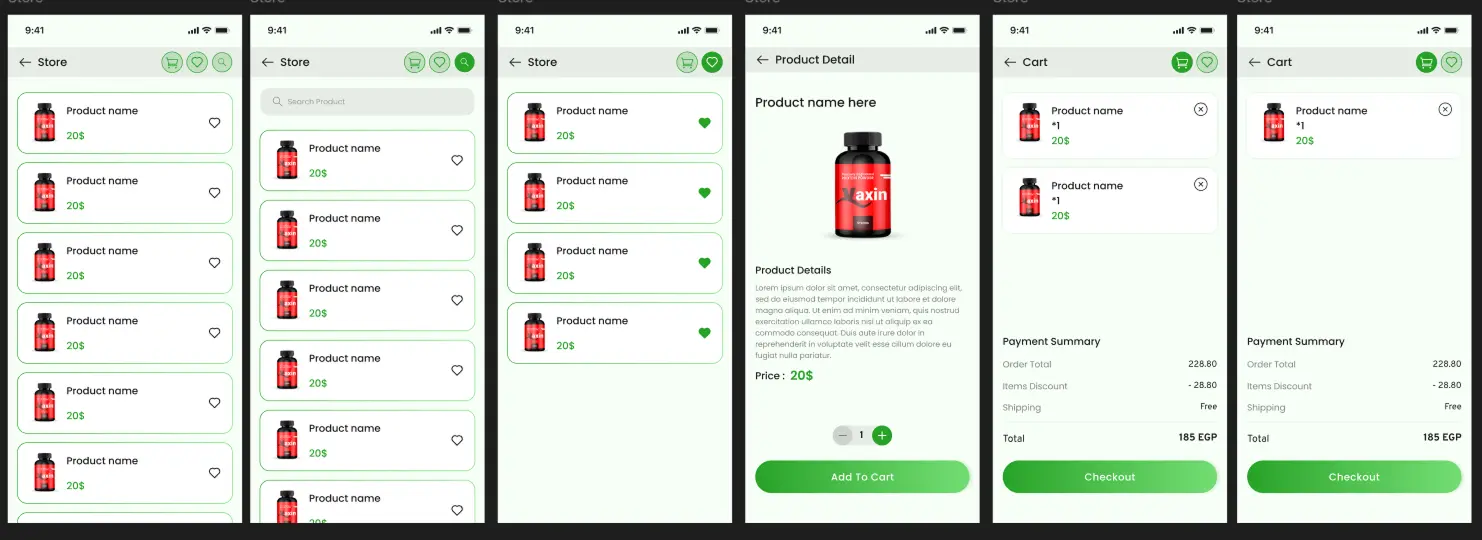 Store
9:41
Store
Product name
20$
Product name
20$
Product name
20$
Product name
20$
Product name
20$
Product name
Store
9:41
Store
Search Product
Product name
20$
Product name
20$
Product name
20$
Product name
20$
Product name
20$
Product name
20$
9:41
Store
Product name
20$
Product name
20$
Product name
20$
Product name
20$
Store
9:41
Product Detail
Product name here
axin
Product Details
Lorem ipsum dolor sit amet, consectetur adipiscing elit,
sed do eiusmod tempor incididunt ut labore et dolore
magna aliqua. Ut enim ad minim veniam, quis nostrud
exercitation ullamco laboris nisi ut aliquip ex ea
commodo consequat. Duis aute irure dolor in
reprehenderit in voluptate velit esse cillum dolore eu
fugiat nulla pariatur.
Price : 20$
1
Add To Cart
Store
9:41
Cart
Product name
*1
20$
Product name
*1
20$
Payment Summary
Order Total 228.80
Items Discount - 28.80
Shipping Free
Total 185 EGP
Checkout
Store
9:41
Cart
Product name
*1
20$
Payment Summary
Order Total 228.80
Items Discount - 28.80
Shipping Free
Total 185 EGP
Checkout